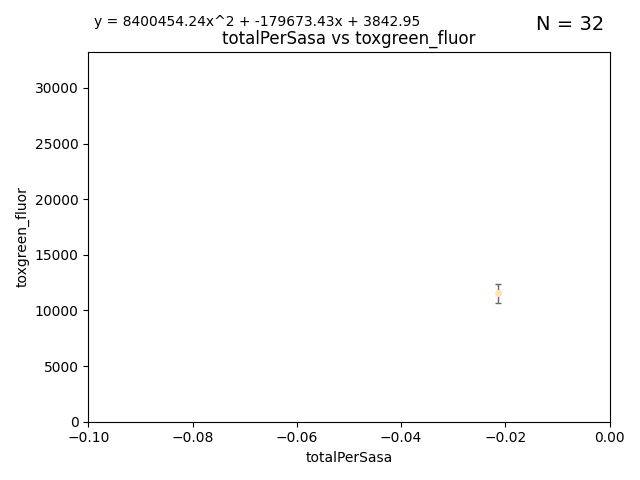 y = 8400454.24x^2 + -179673.43x + 3842.95
N = 32
totalPerSasa vs toxgreen_fluor
30000
25000
20000
15000
10000
5000
0
toxgreen_fluor
−0.10 −0.08 −0.06 −0.04 −0.02 0.00
totalPerSasa